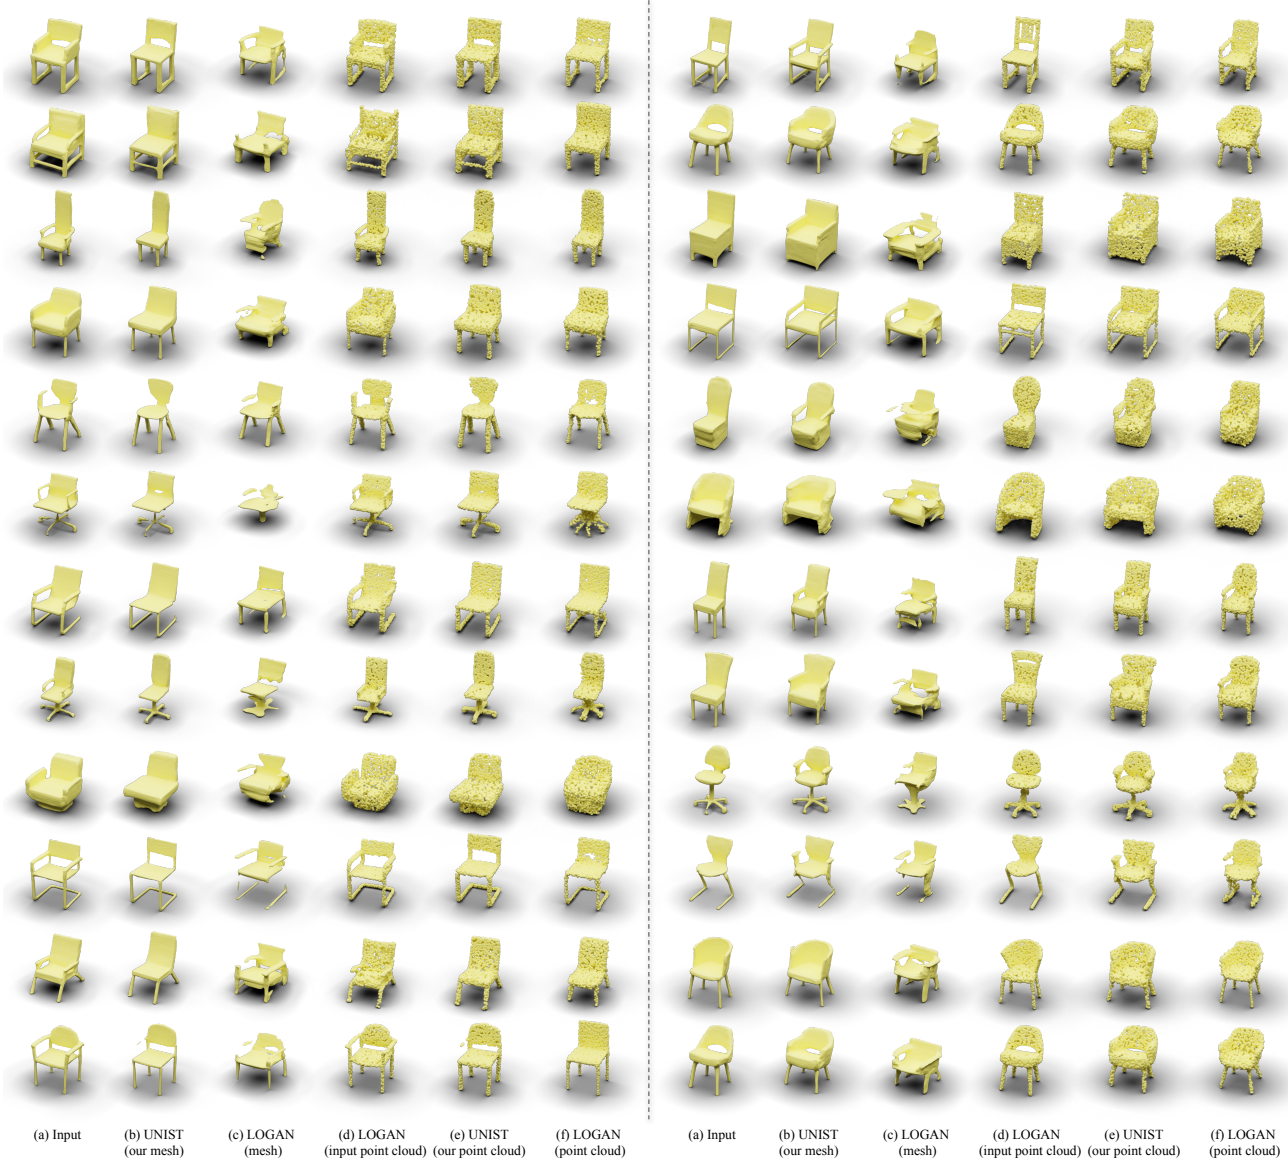 (a) Input
(b) UNIST
(our mesh)
(c) LOGAN
(mesh)
(d) LOGAN
(input point cloud)
(e) UNIST
(our point cloud)
(f) LOGAN
(point cloud)
(a) Input
(b) UNIST
(our mesh)
(c) LOGAN
(mesh)
(d) LOGAN
(input point cloud)
(e) UNIST
(our point cloud)
(f) LOGAN
(point cloud)